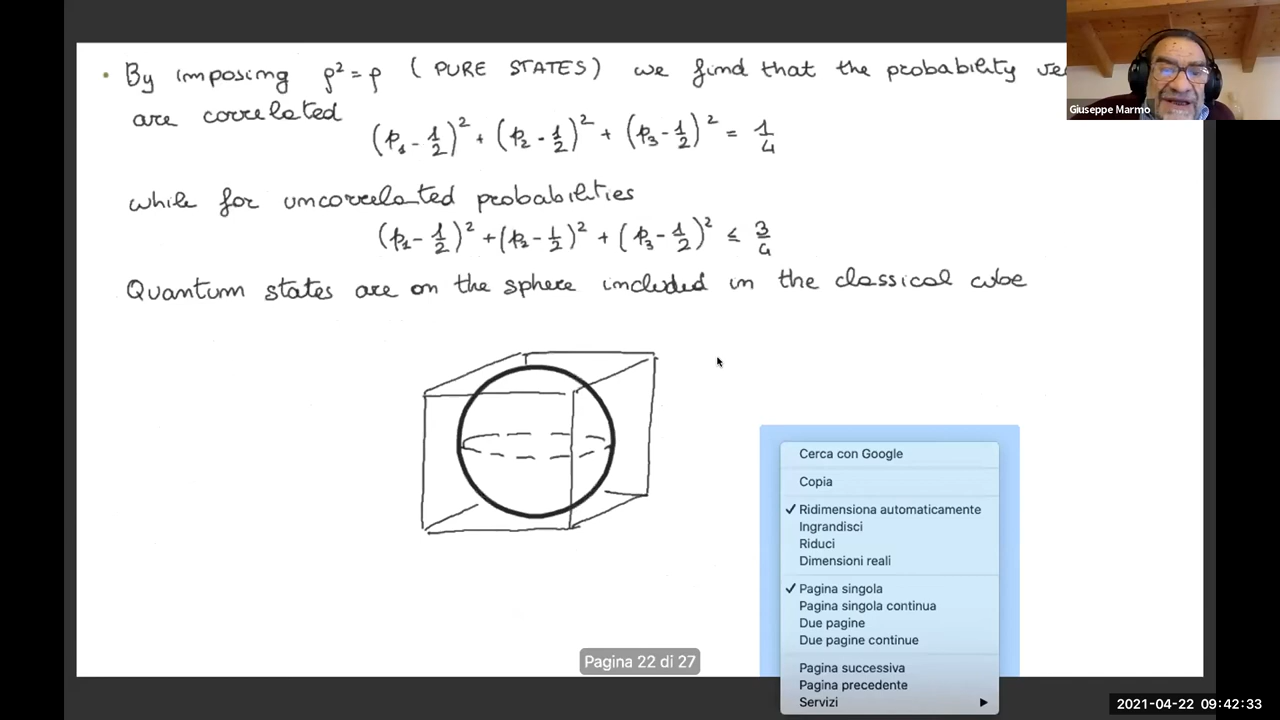 • By imposing ρ² = ρ (PURE STATES) we find that the probability
are correlated
(p₁ - 1/2)² + (p₂ - 1/2)² + (p₃ - 1/2)² = 1/4
while for uncorrelated probabilities
(p₁ - 1/2)² + (p₂ - 1/2)² + (p₃ - 1/2)² ≤ 3/4
Quantum states are on the sphere included in the classical cube
Giuseppe Marmo
Cerca con Google
Copia
✓ Ridimensiona automaticamente
Ingrandisci
Riduci
Dimensioni reali
✓ Pagina singola
Pagina singola continua
Due pagine
Due pagine continue
Pagina successiva
Pagina precedente
Servizi
Pagina 22 di 27
2021-04-22 09:42:33